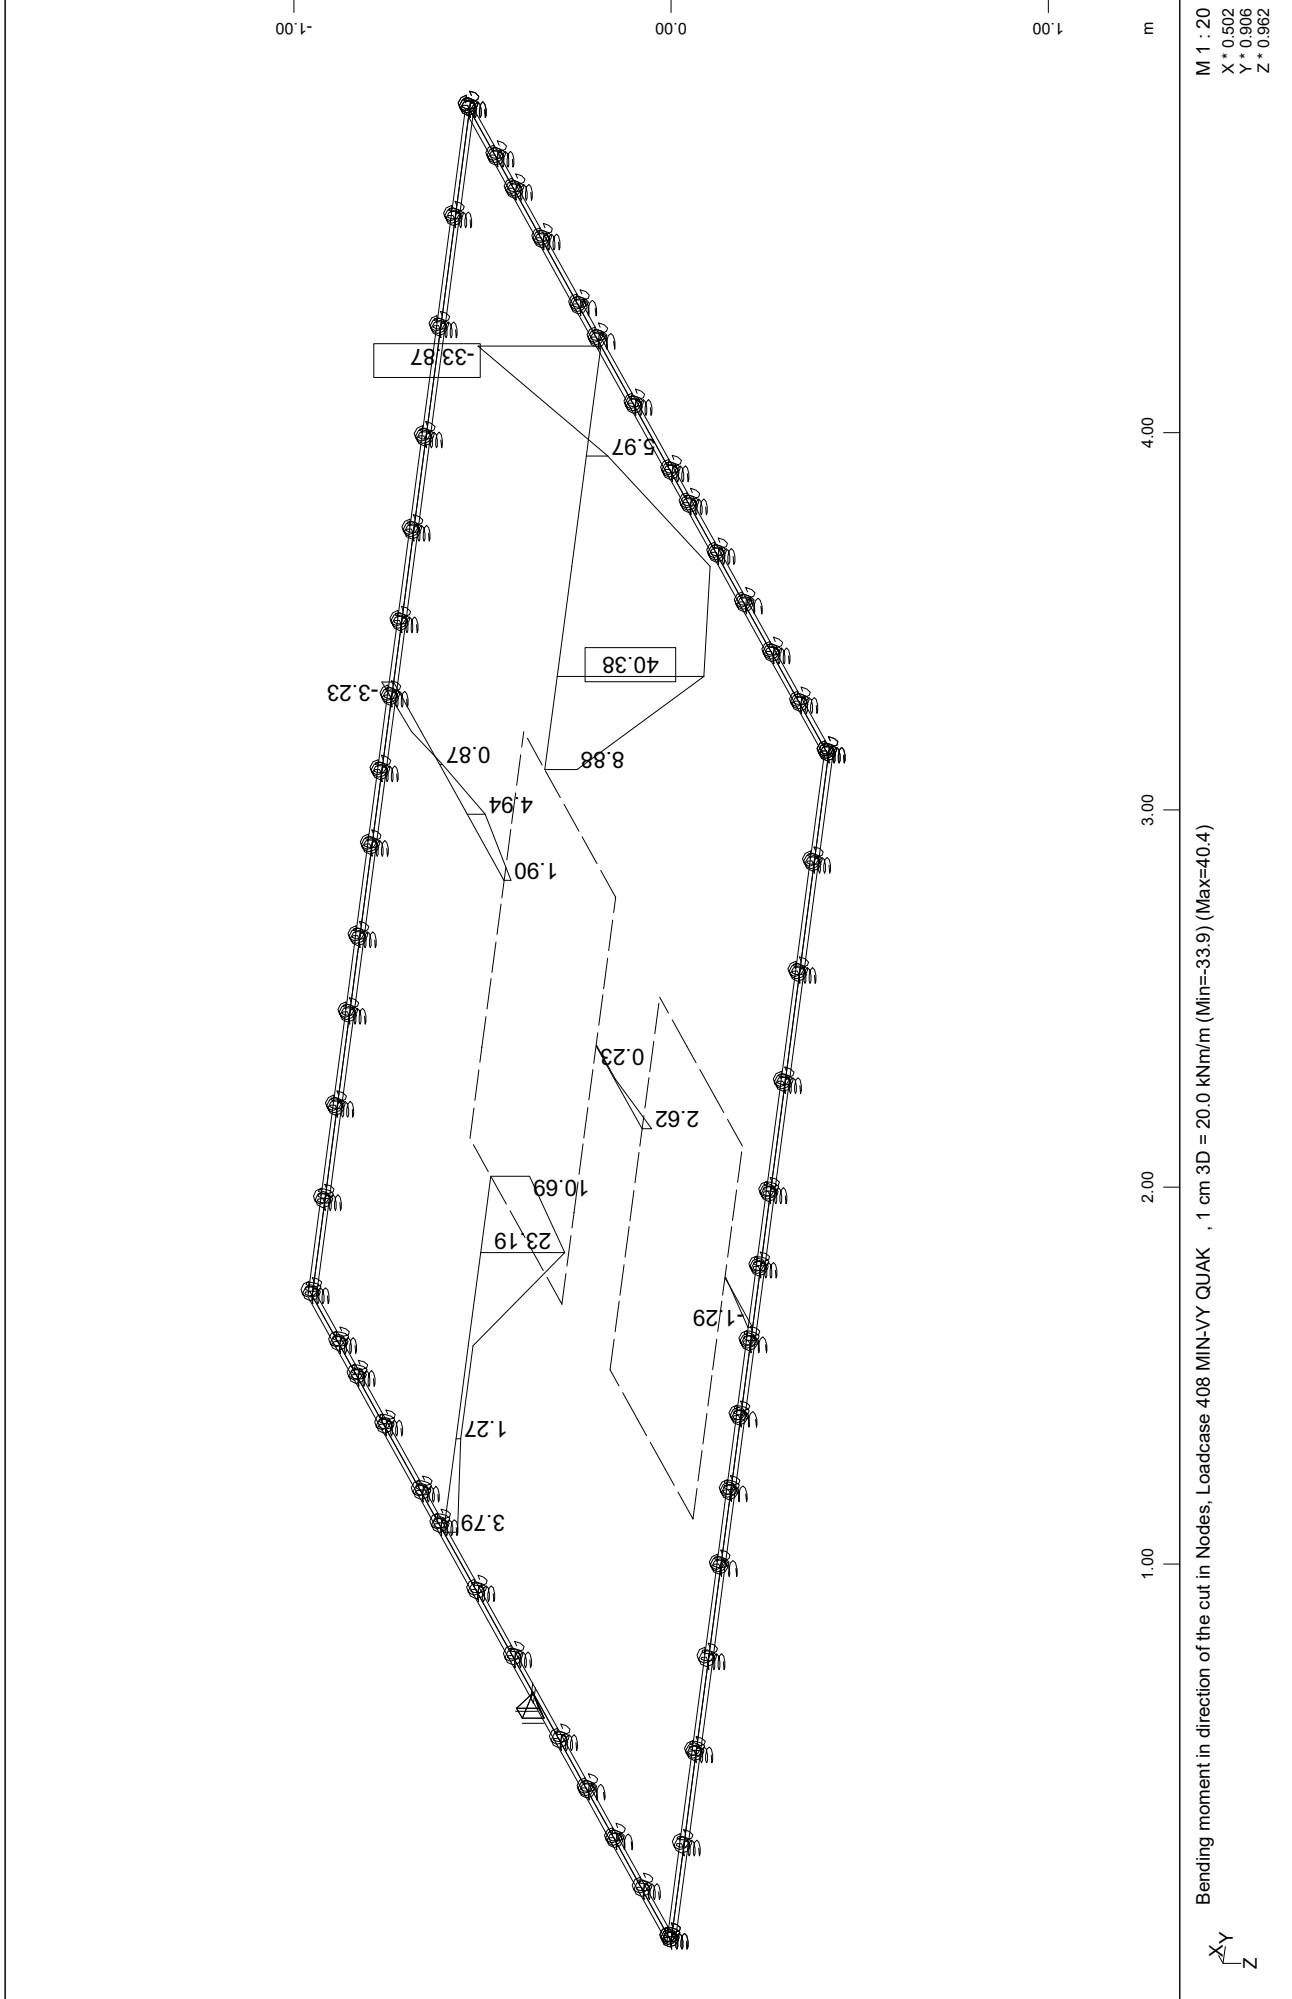 -1.00
0.00
1.00
m
M 1 : 20
X * 0.502
Y * 0.906
Z * 0.962
-33.87
5.97
4.00
40.38
-3.23
0.87
8.88
4.94
3.00
1.90
0.23
2.62
10.69
2.00
23.19
-1.29
1.27
3.79
1.00
Bending moment in direction of the cut in Nodes, Loadcase 408 MIN-VY QUAK , 1 cm 3D = 20.0 kNm/m (Min=-33.9) (Max=40.4)
X
Y
Z